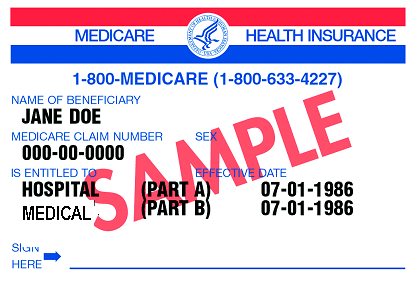 MEDICARE HEALTH INSURANCE
1-800-MEDICARE (1-800-633-4227)
NAME OF BENEFICIARY
JANE DOE
MEDICARE CLAIM NUMBER SEX
000-00-0000
IS ENTITLED TO EFFECTIVE DATE
HOSPITAL (PART A) 07-01-1986
MEDICAL (PART B) 07-01-1986
SAMPLE
SIGN
HERE